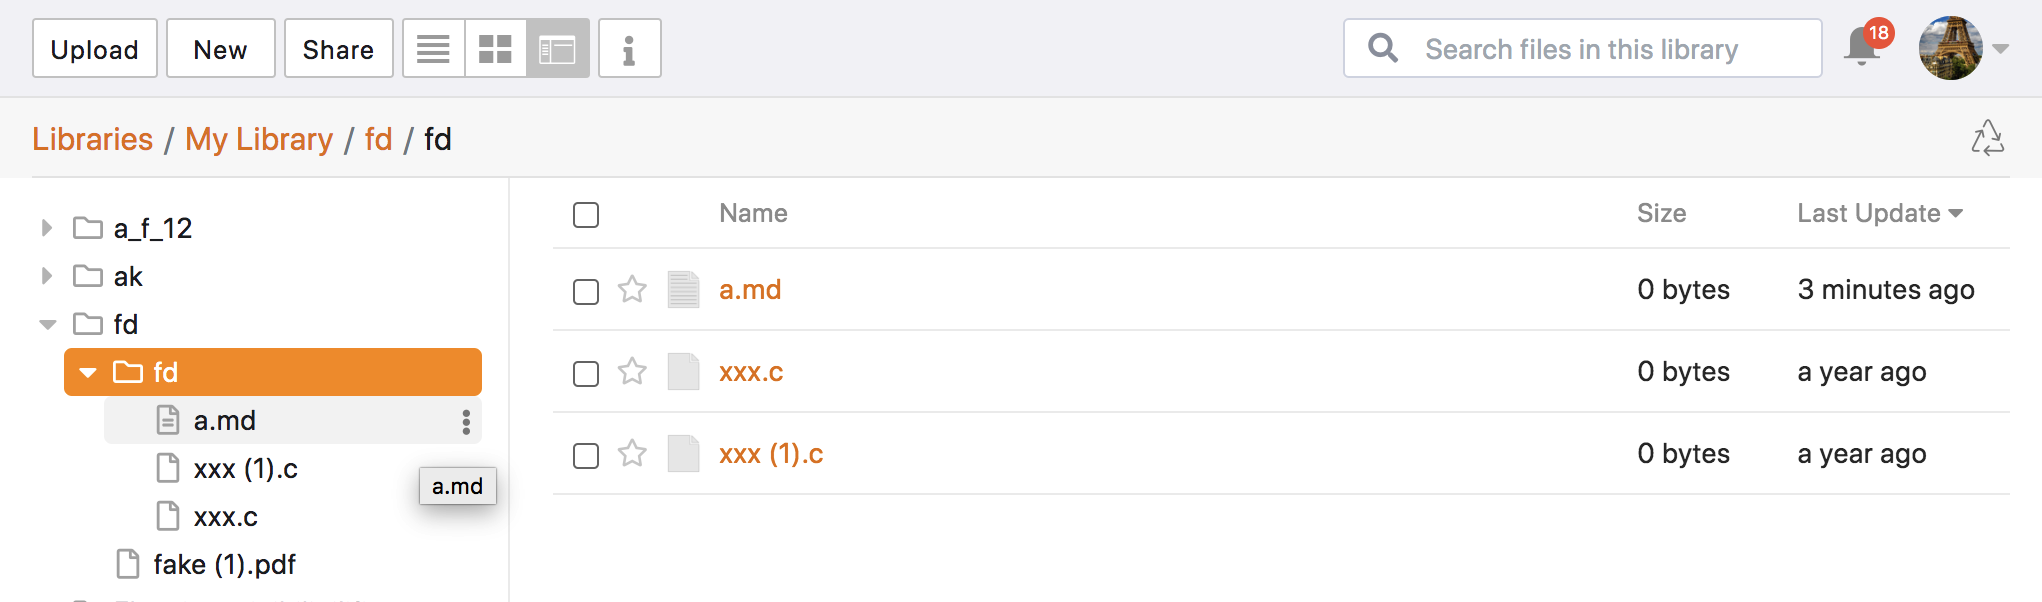 Upload New Share Search files in this library 18
Libraries / My Library / fd / fd
Name Size Last Update
a_f_12
ak
fd
fd
a.md
xxx (1).c
xxx.c
fake (1).pdf
a.md
a.md 0 bytes 3 minutes ago
xxx.c 0 bytes a year ago
xxx (1).c 0 bytes a year ago